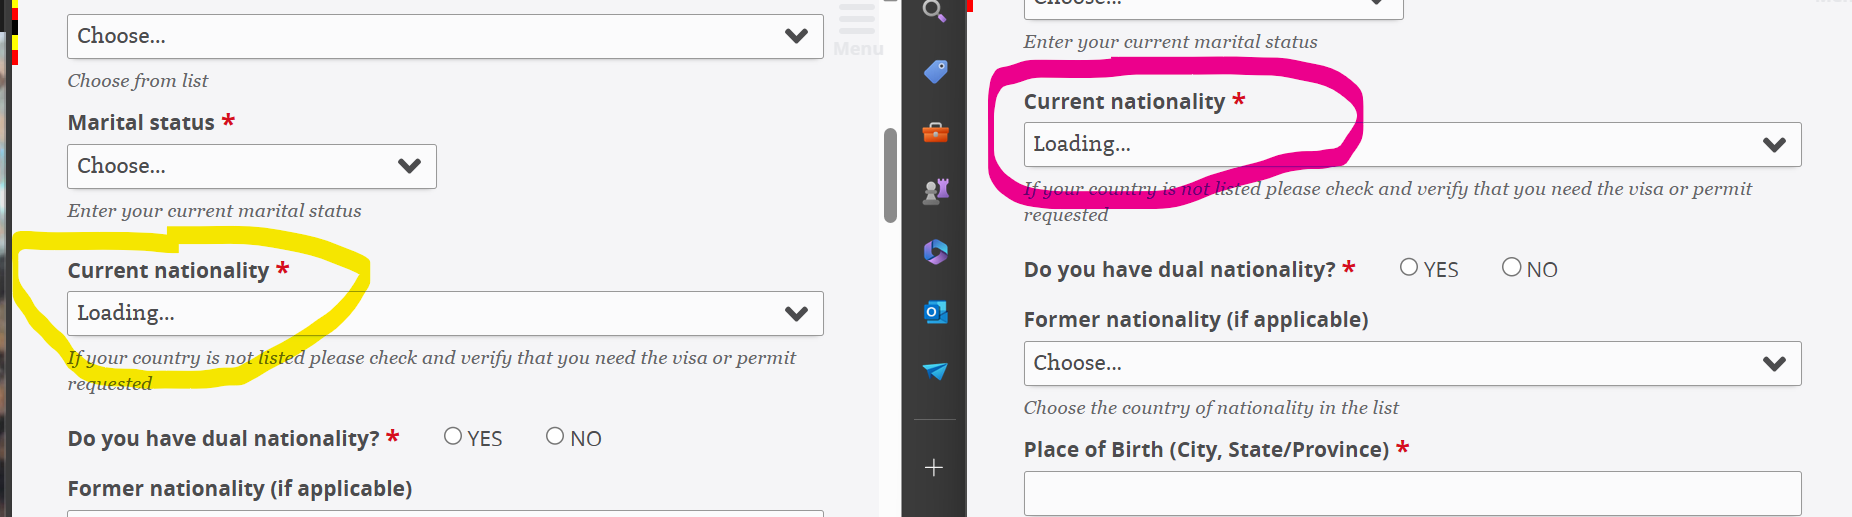 Choose...
Menu
Choose from list
Marital status *
Choose...
Enter your current marital status
Current nationality *
Loading...
If your country is not listed please check and verify that you need the visa or permit
requested
Do you have dual nationality? * YES NO
Former nationality (if applicable)
Choose...
Enter your current marital status
Current nationality *
Loading...
If your country is not listed please check and verify that you need the visa or permit
requested
Do you have dual nationality? * YES NO
Former nationality (if applicable)
Choose...
Choose the country of nationality in the list
Place of Birth (City, State/Province) *